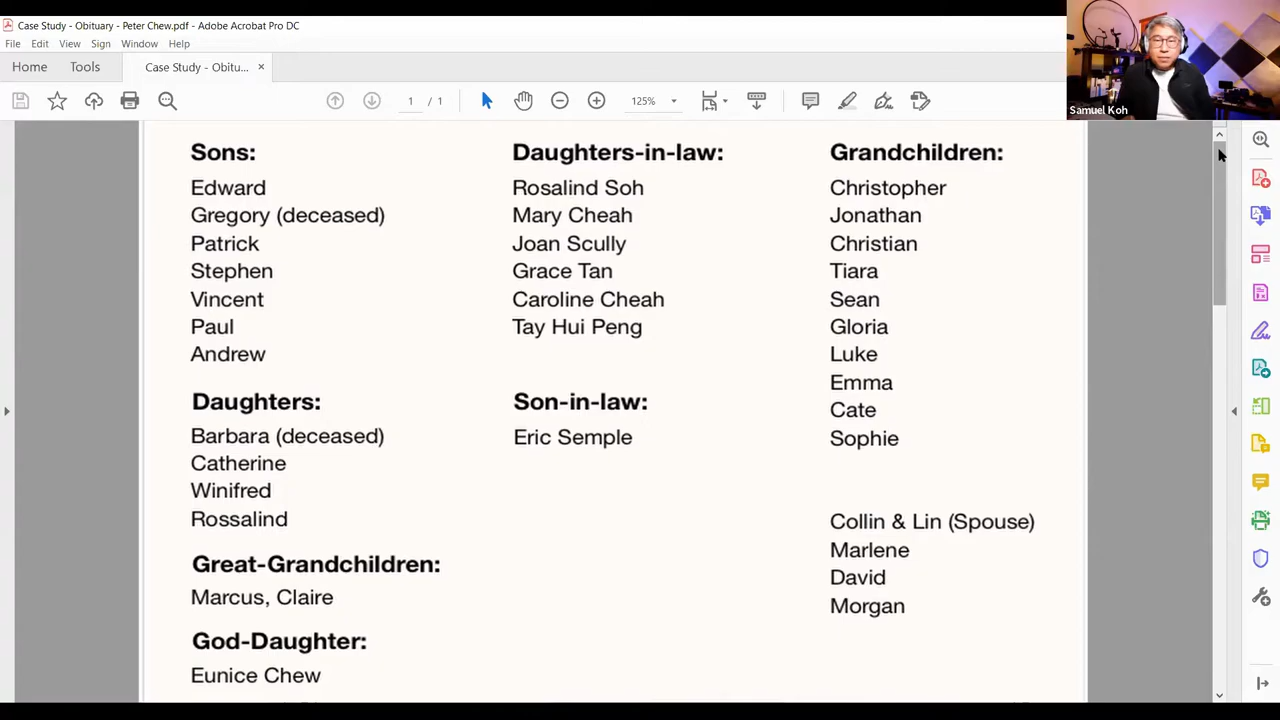 Case Study - Obituary - Peter Chew.pdf - Adobe Acrobat Pro DC
File Edit View Sign Window Help
Home Tools Case Study - Obitu... ×
1 / 1 125%
Samuel Koh
Sons:
Edward
Gregory (deceased)
Patrick
Stephen
Vincent
Paul
Andrew
Daughters:
Barbara (deceased)
Catherine
Winifred
Rossalind
Great-Grandchildren:
Marcus, Claire
God-Daughter:
Eunice Chew
Daughters-in-law:
Rosalind Soh
Mary Cheah
Joan Scully
Grace Tan
Caroline Cheah
Tay Hui Peng
Son-in-law:
Eric Semple
Grandchildren:
Christopher
Jonathan
Christian
Tiara
Sean
Gloria
Luke
Emma
Cate
Sophie
Collin & Lin (Spouse)
Marlene
David
Morgan